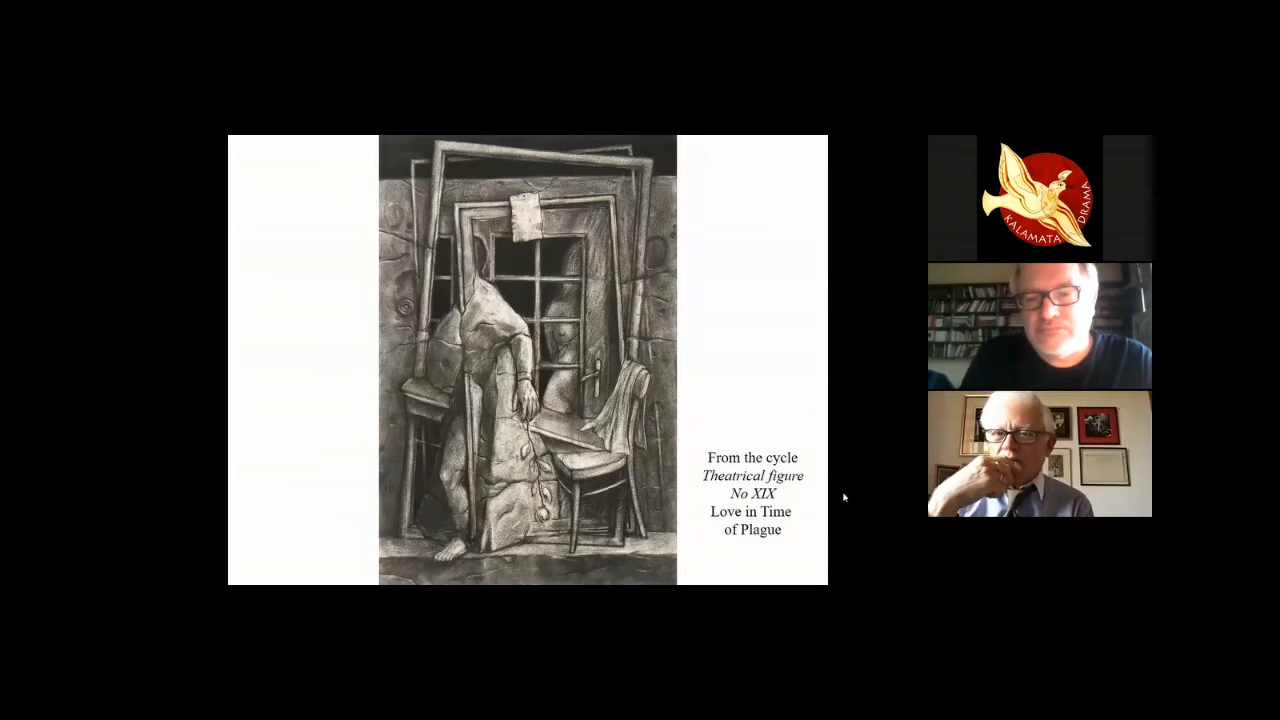 From the cycle
Theatrical figure
No XIX
Love in Time
of Plague
KALAMATA DRAMA